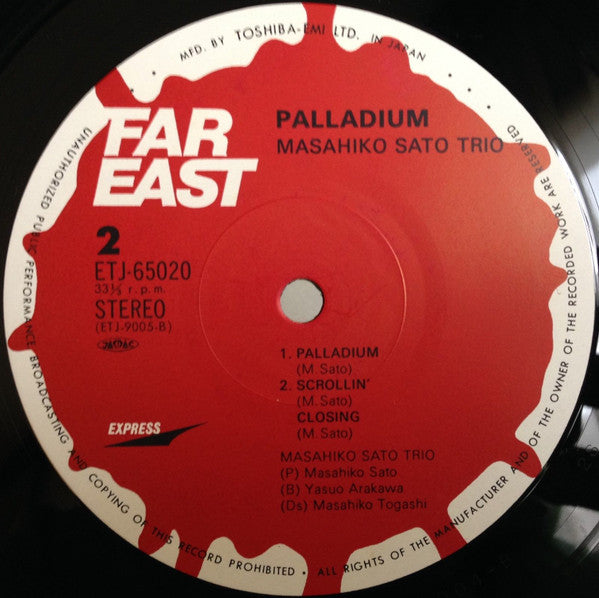 • MFD. BY TOSHIBA-EMI LTD. IN JAPAN •
FAR
EAST
PALLADIUM
MASAHIKO SATO TRIO
2
ETJ-65020
33⅓ r.p.m.
STEREO
(ETJ-9005-B)
JASRAC
EXPRESS
1. PALLADIUM
(M. Sato)
2. SCROLLIN'
(M. Sato)
CLOSING
(M. Sato)
MASAHIKO SATO TRIO
(P) Masahiko Sato
(B) Yasuo Arakawa
(Ds) Masahiko Togashi
UNAUTHORIZED PUBLIC PERFORMANCE BROADCASTING AND COPYING OF THIS RECORD PROHIBITED • ALL RIGHTS OF THE MANUFACTURER AND OF THE OWNER OF THE RECORDED WORK ARE RESERVED